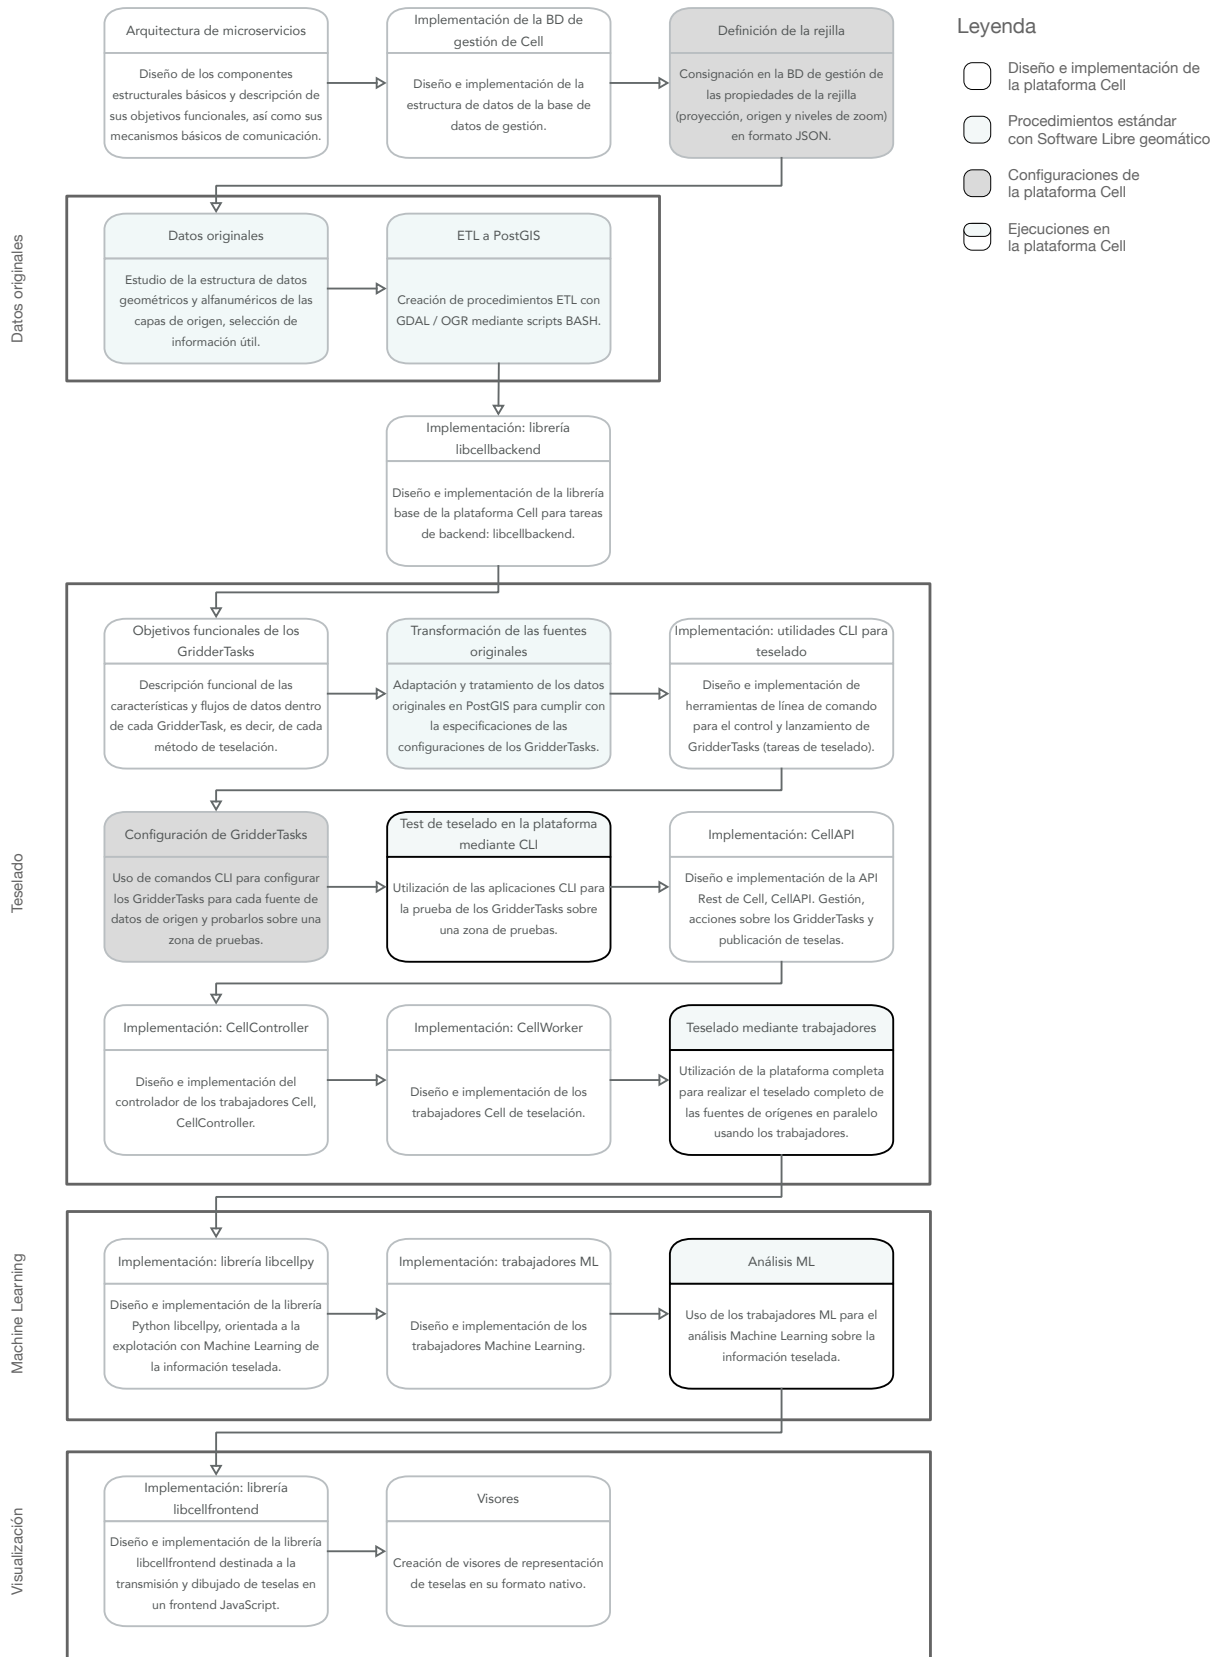 Arquitectura de microservicios
Diseño de los componentes
estructurales básicos y descripción de
sus objetivos funcionales, así como sus
mecanismos básicos de comunicación.
Implementación de la BD de
gestión de Cell
Diseño e implementación de la
estructura de datos de la base de
datos de gestión.
Definición de la rejilla
Consignación en la BD de gestión de
las propiedades de la rejilla
(proyección, origen y niveles de zoom)
en formato JSON.
Leyenda
Diseño e implementación de
la plataforma Cell
Procedimientos estándar
con Software Libre geomático
Configuraciones de
la plataforma Cell
Ejecuciones en
la plataforma Cell
Datos originales
Datos originales
Estudio de la estructura de datos
geométricos y alfanuméricos de las
capas de origen, selección de
información útil.
ETL a PostGIS
Creación de procedimientos ETL con
GDAL / OGR mediante scripts BASH.
Implementación: librería
libcellbackend
Diseño e implementación de la librería
base de la plataforma Cell para tareas
de backend: libcellbackend.
Teselado
Objetivos funcionales de los
GridderTasks
Descripción funcional de las
características y flujos de datos dentro
de cada GridderTask, es decir, de cada
método de teselación.
Transformación de las fuentes
originales
Adaptación y tratamiento de los datos
originales en PostGIS para cumplir con
la especificaciones de las
configuraciones de los GridderTasks.
Implementación: utilidades CLI para
teselado
Diseño e implementación de
herramientas de línea de comando
para el control y lanzamiento de
GridderTasks (tareas de teselado).
Configuración de GridderTasks
Uso de comandos CLI para configurar
los GridderTasks para cada fuente de
datos de origen y probarlos sobre una
zona de pruebas.
Test de teselado en la plataforma
mediante CLI
Utilización de las aplicaciones CLI para
la prueba de los GridderTasks sobre
una zona de pruebas.
Implementación: CellAPI
Diseño e implementación de la API
Rest de Cell, CellAPI. Gestión,
acciones sobre los GridderTasks y
publicación de teselas.
Implementación: CellController
Diseño e implementación del
controlador de los trabajadores Cell,
CellController.
Implementación: CellWorker
Diseño e implementación de los
trabajadores Cell de teselación.
Teselado mediante trabajadores
Utilización de la plataforma completa
para realizar el teselado completo de
las fuentes de orígenes en paralelo
usando los trabajadores.
Machine Learning
Implementación: librería libcellpy
Diseño e implementación de la librería
Python libcellpy, orientada a la
explotación con Machine Learning de
la información teselada.
Implementación: trabajadores ML
Diseño e implementación de los
trabajadores Machine Learning.
Análisis ML
Uso de los trabajadores ML para el
análisis Machine Learning sobre la
información teselada.
Visualización
Implementación: librería
libcellfrontend
Diseño e implementación de la librería
libcellfrontend destinada a la
transmisión y dibujado de teselas en
un frontend JavaScript.
Visores
Creación de visores de representación
de teselas en su formato nativo.